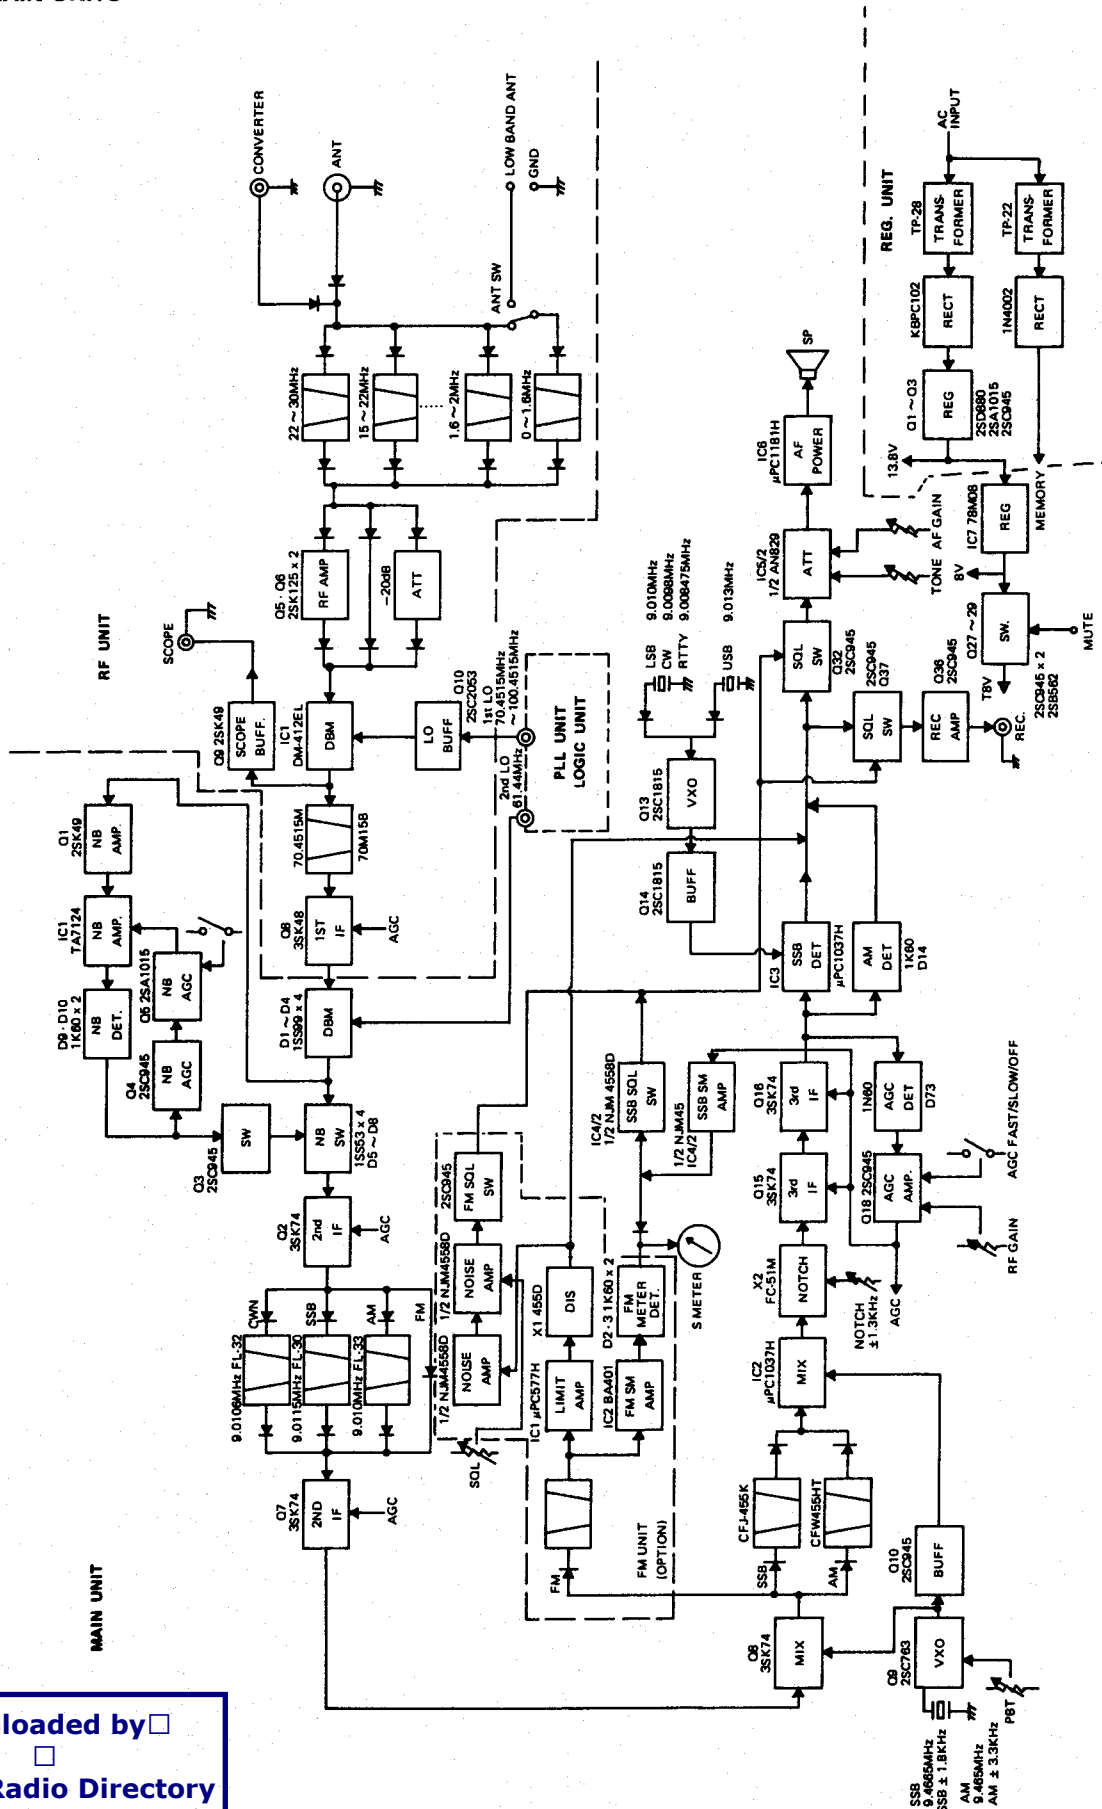 CONVERTER
ANT
LOW BAND ANT
GND
ANT SW
22~30MHz
15~22MHz
1.6~2MHz
0~1.6MHz
RF UNIT
SCOPE
Q5 · Q6
2SK125 x 2
RF AMP
-20dB
ATT
Q9 2SK49
SCOPE
BUFF.
IC1
DM-412EL
DBM
LO
BUFF
Q10
2SC2053
1st LO
70.4515MHz
~100.4515MHz
2nd LO
61.44MHz
PLL UNIT
LOGIC UNIT
70.4515M
70M15B
Q8
3SK48
1ST
IF
AGC
D1~D4
1SS99 x 4
DBM
Q1
2SK49
NB
AMP.
IC1
TA7124
NB
AMP.
D9 · D10
1K60 x 2
NB
DET.
Q5 2SA1015
NB
AGC
Q4
2SC945
NB
AGC
Q3
2SC945
SW
NB
SW
1SS53 x 4
D5~D8
Q2
3SK74
2nd
IF
AGC
CWN
SSB
AM
FM
9.0106MHz FL-32
9.0115MHz FL-30
9.010MHz FL-33
Q7
3SK74
2ND
IF
AGC
MAIN UNIT
2SC945
FM SQL
SW
1/2 NJM4558D
NOISE
AMP
1/2 NJM4558D
NOISE
AMP
SQL
X1 455D
DIS
IC1 µPC577H
LIMIT
AMP
D2 · 3 1K60 x 2
FM
METER
DET.
IC2 BA401
FM SM
AMP
S METER
FM UNIT
(OPTION)
FM
SSB
AM
CFJ-455K
CFW455HT
Q8
3SK74
MIX
Q9
2SC763
VXO
Q10
2SC945
BUFF
PBT
SSB
9.4665MHz
SSB ± 1.8KHz
AM
9.465MHz
AM ± 3.3KHz
IC2
µPC1037H
MIX
X2
FC-51M
NOTCH
NOTCH
±1.3KHz
AGC
Q15
3SK74
3rd
IF
Q16
3SK74
3rd
IF
1N60
AGC
DET
D73
Q18 2SC945
AGC
AMP.
RF GAIN
AGC FAST/SLOW/OFF
IC4/2
1/2 NJM 4558D
SSB SQL
SW
SSB SM
AMP
1/2 NJM45
IC4/2
IC3
SSB
DET
µPC1037H
AM
DET
1K60
D14
Q14
2SC1815
BUFF
Q13
2SC1815
VXO
LSB
CW
RTTY
9.010MHz
9.0098MHz
9.008475MHz
USB
9.013MHz
SQL
SW
Q32
2SC945
SQL
SW
2SC945
Q37
Q36
2SC945
REC
AMP
REC.
IC5/2
1/2 AN829
ATT
TONE
AF GAIN
IC6
µPC1181H
AF
POWER
SP
REG. UNIT
AC
INPUT
TP-28
TRANS-
FORMER
TP-22
TRANS-
FORMER
KBPC102
RECT
1N4002
RECT
Q1~Q3
REG
2SD880
2SA1015
2SC945
13.8V
MEMORY
IC7 78M08
REG
8V
Q27~29
SW.
T8V
2SC945 x 2
2SB562
MUTE
loaded by
Radio Directory